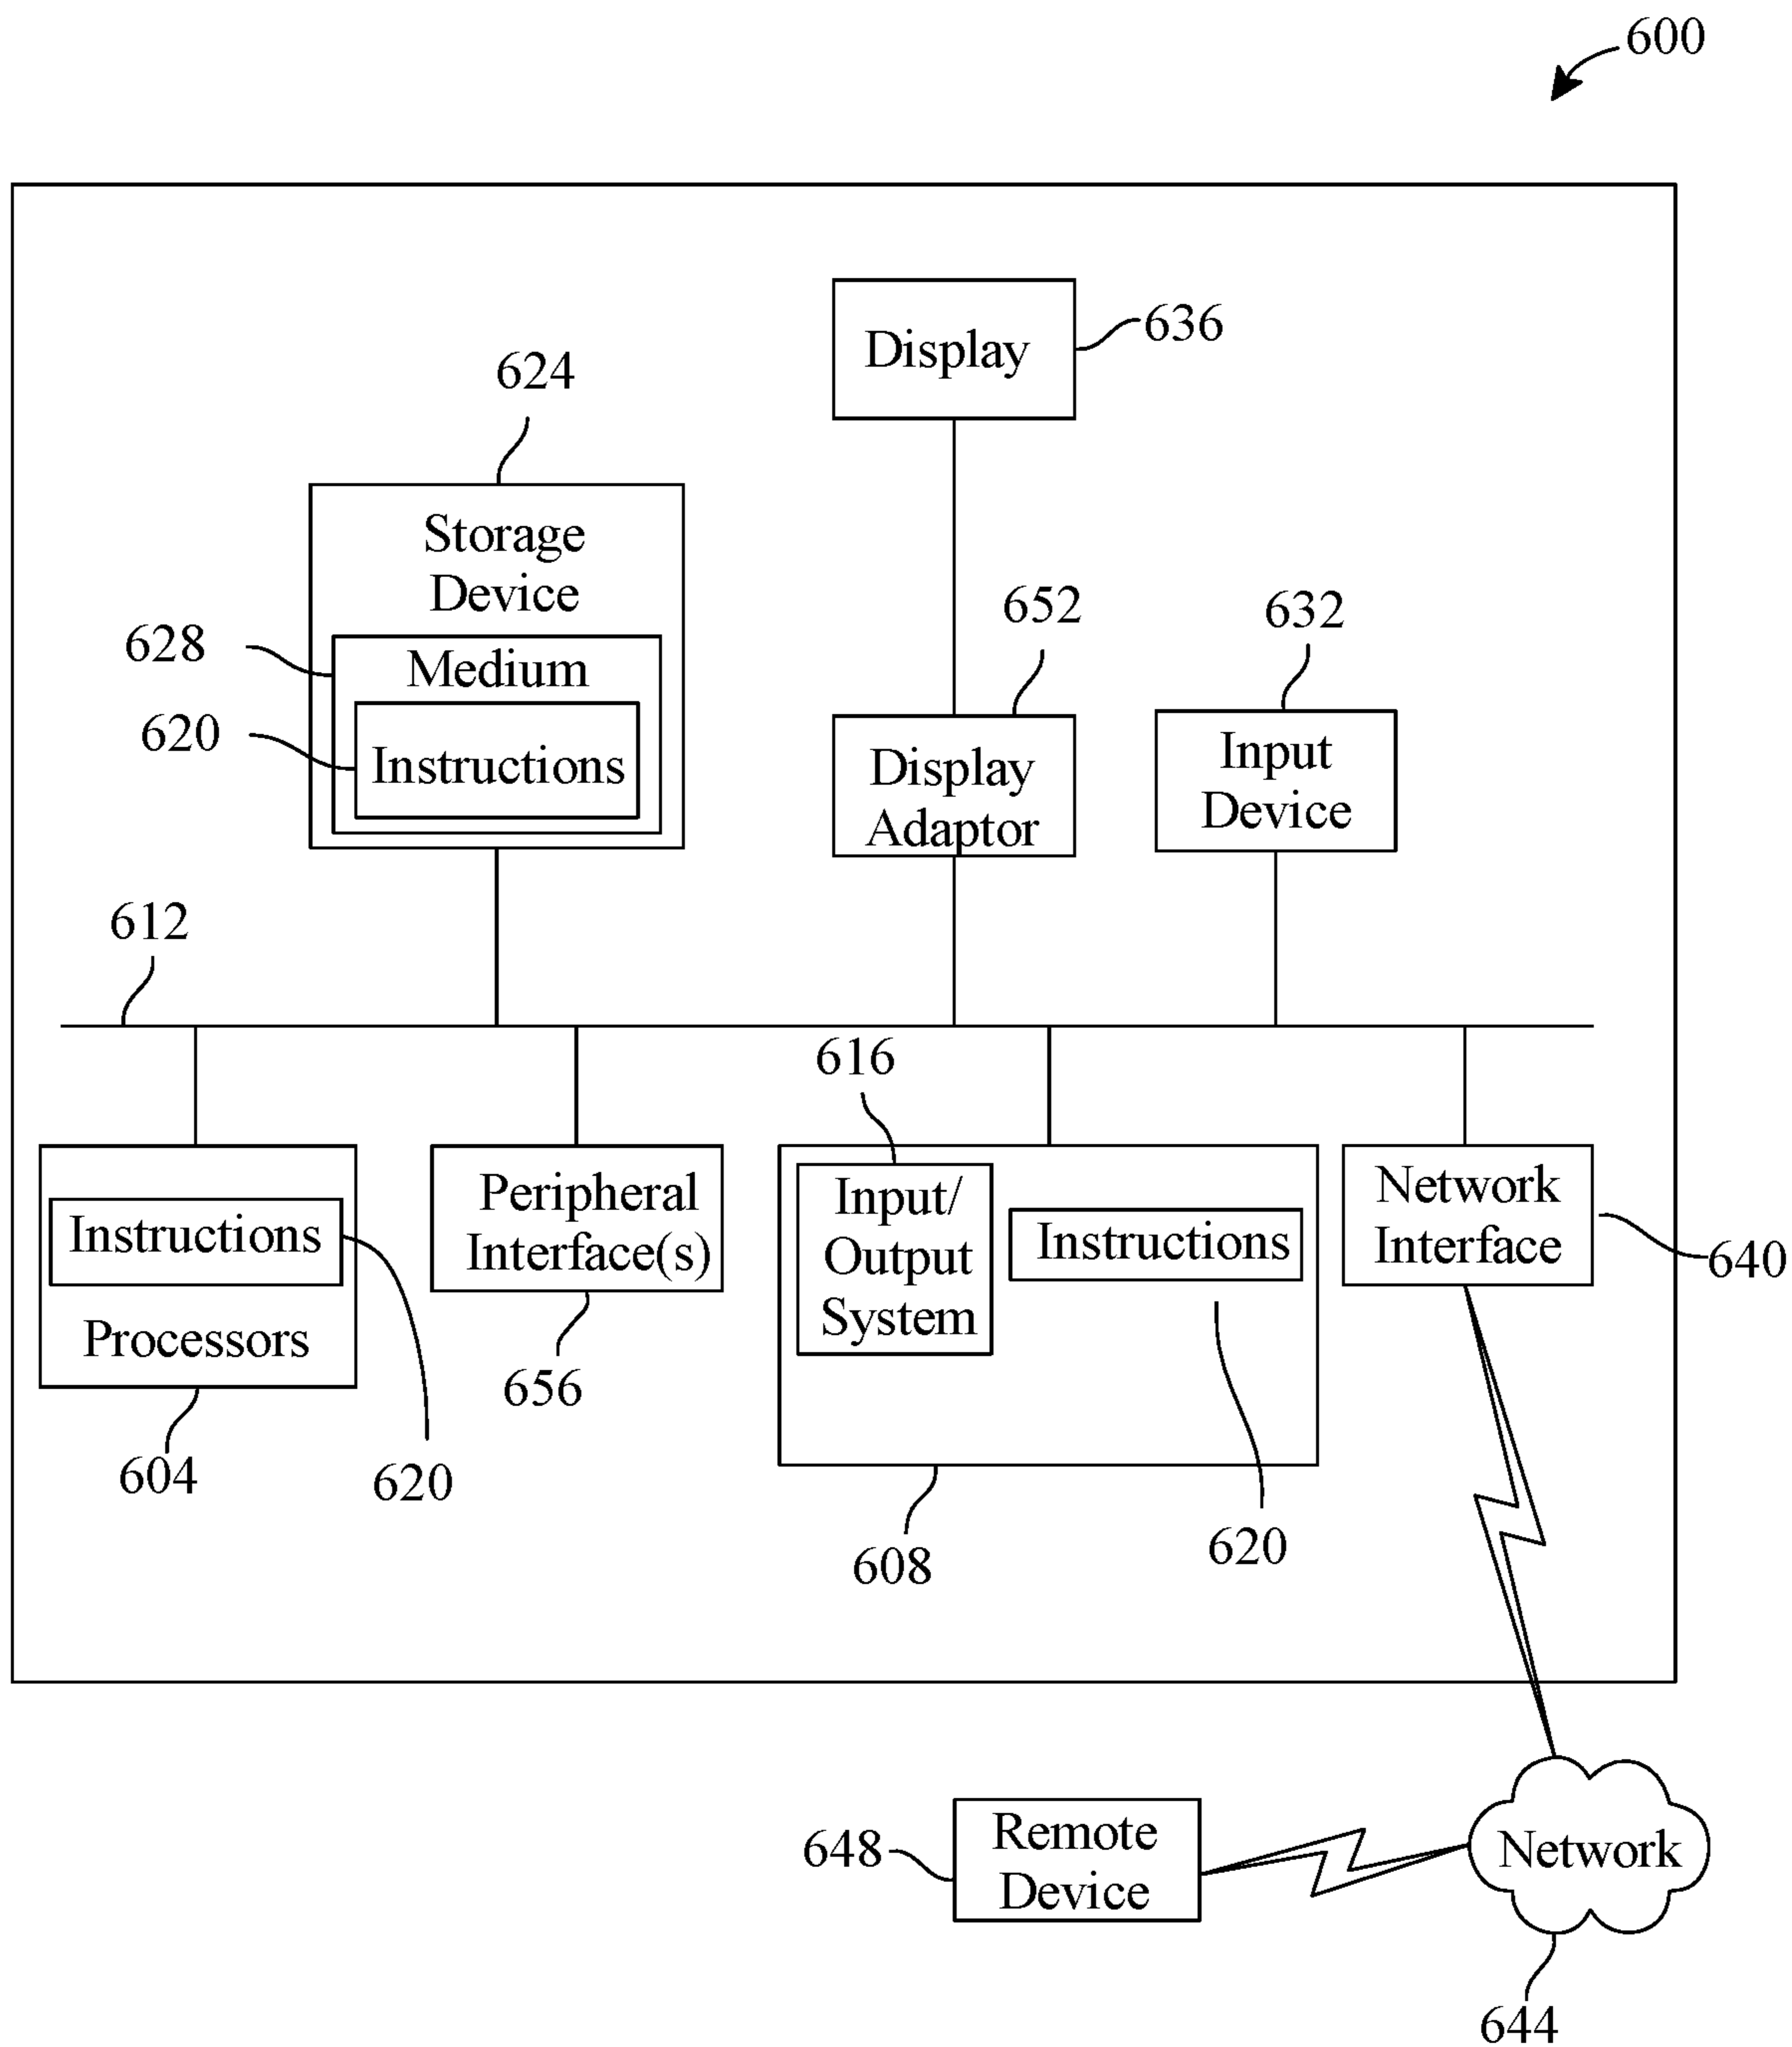 600
Display
636
624
Storage
Device
628
Medium
620
Instructions
652
Display
Adaptor
632
Input
Device
612
616
Instructions
Processors
604
620
Peripheral
Interface(s)
656
Input/
Output
System
Instructions
608
620
Network
Interface
640
648
Remote
Device
Network
644